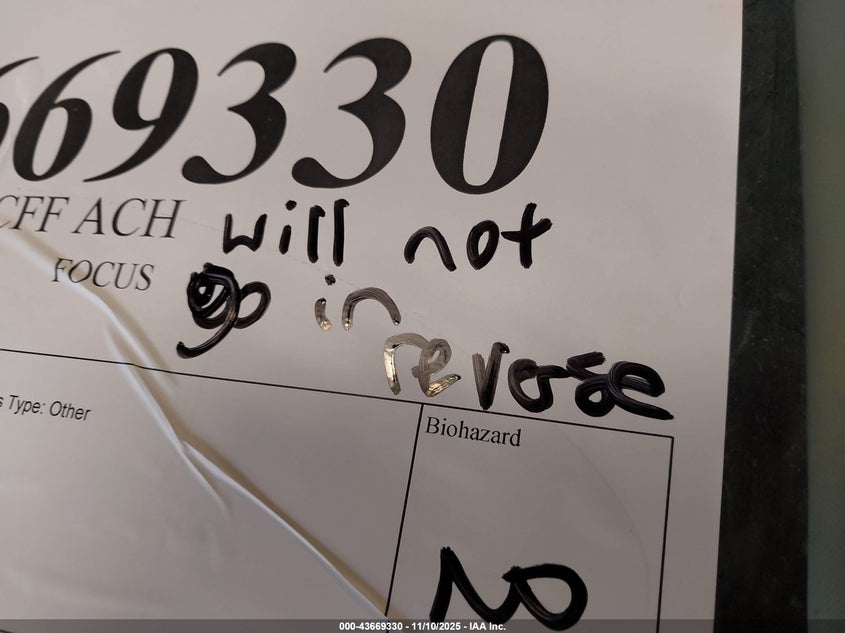 669330
CFF ACH will not
FOCUS go in
reverse
s Type: Other
Biohazard
NO
000-43669330 - 11/10/2025 - IAA Inc.